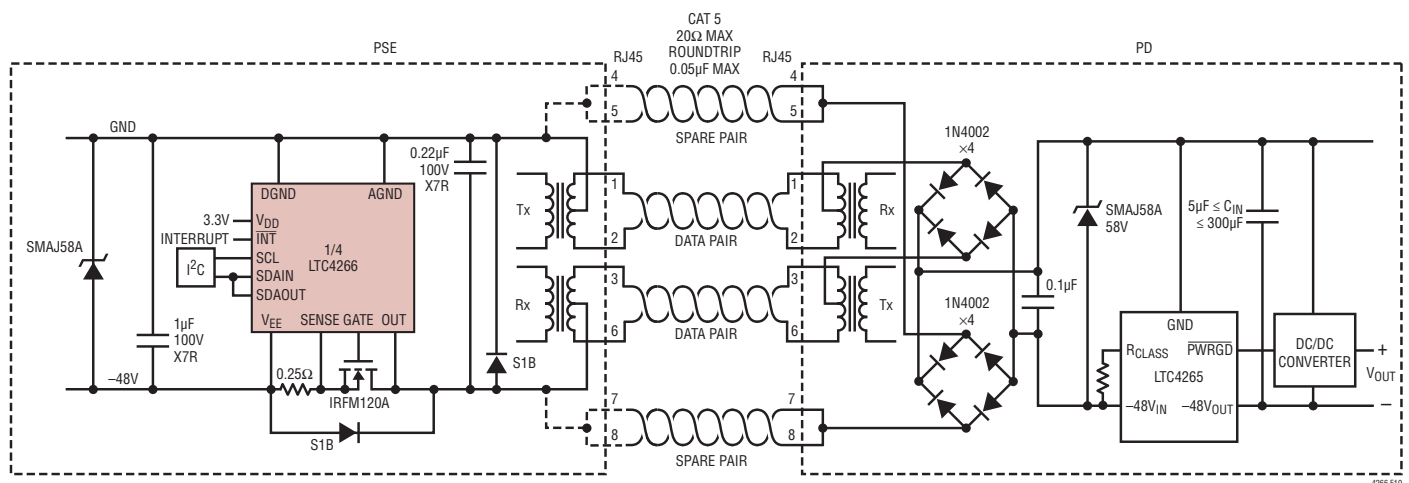 CAT 5
20Ω MAX
ROUNDTRIP
0.05µF MAX
PSE
PD
RJ45
RJ45
4
5
4
5
SPARE PAIR
GND
DGND
AGND
0.22µF
100V
X7R
3.3V
INTERRUPT
I²C
VDD
INT
SCL
SDAIN
SDAOUT
1/4
LTC4266
VEE
SENSE
GATE
OUT
SMAJ58A
1µF
100V
X7R
–48V
0.25Ω
IRFM120A
S1B
S1B
Tx
1
2
DATA PAIR
1
2
Rx
Rx
3
6
DATA PAIR
3
6
Tx
7
8
SPARE PAIR
7
8
1N4002
×4
1N4002
×4
0.1µF
SMAJ58A
58V
5µF ≤ CIN
≤ 300µF
GND
RCLASS
PWRGD
LTC4265
–48VIN
–48VOUT
DC/DC
CONVERTER
+
VOUT
–
4266 F10